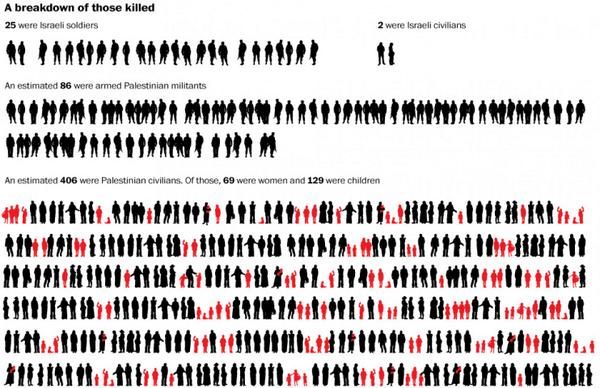 A breakdown of those killed
25 were Israeli soldiers
2 were Israeli civilians
An estimated 86 were armed Palestinian militants
An estimated 406 were Palestinian civilians. Of those, 69 were women and 129 were children